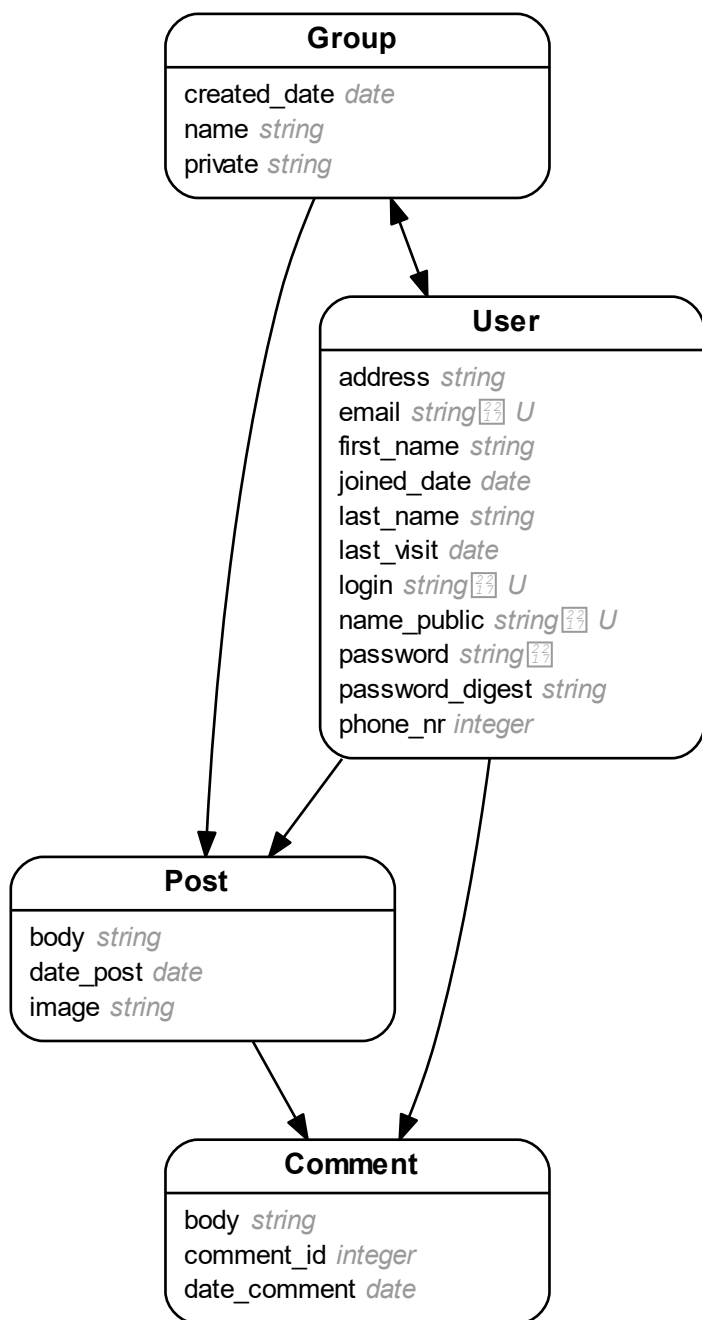 Group
created_date date
name string
private string
User
address string
email string U
first_name string
joined_date date
last_name string
last_visit date
login string U
name_public string U
password string
password_digest string
phone_nr integer
Post
body string
date_post date
image string
Comment
body string
comment_id integer
date_comment date